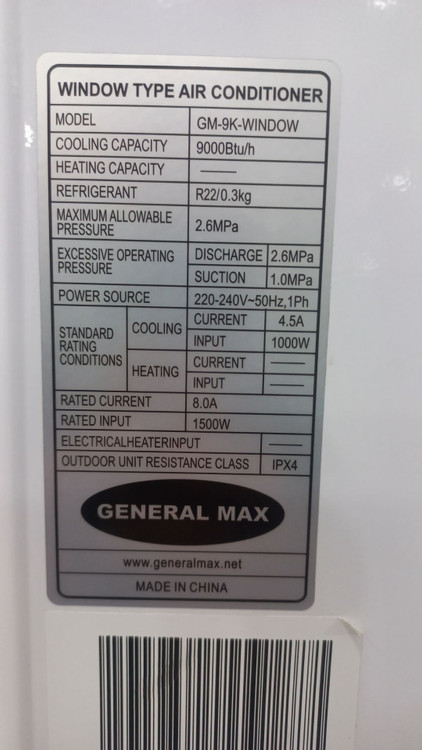 WINDOW TYPE AIR CONDITIONER
MODEL GM-9K-WINDOW
COOLING CAPACITY 9000Btu/h
HEATING CAPACITY ——
REFRIGERANT R22/0.3kg
MAXIMUM ALLOWABLE
PRESSURE 2.6MPa
EXCESSIVE OPERATING
PRESSURE DISCHARGE 2.6MPa
SUCTION 1.0MPa
POWER SOURCE 220-240V~50Hz,1Ph
STANDARD
RATING
CONDITIONS COOLING CURRENT 4.5A
INPUT 1000W
HEATING CURRENT ——
INPUT ——
RATED CURRENT 8.0A
RATED INPUT 1500W
ELECTRICALHEATERINPUT ——
OUTDOOR UNIT RESISTANCE CLASS IPX4
GENERAL MAX
www.generalmax.net
MADE IN CHINA